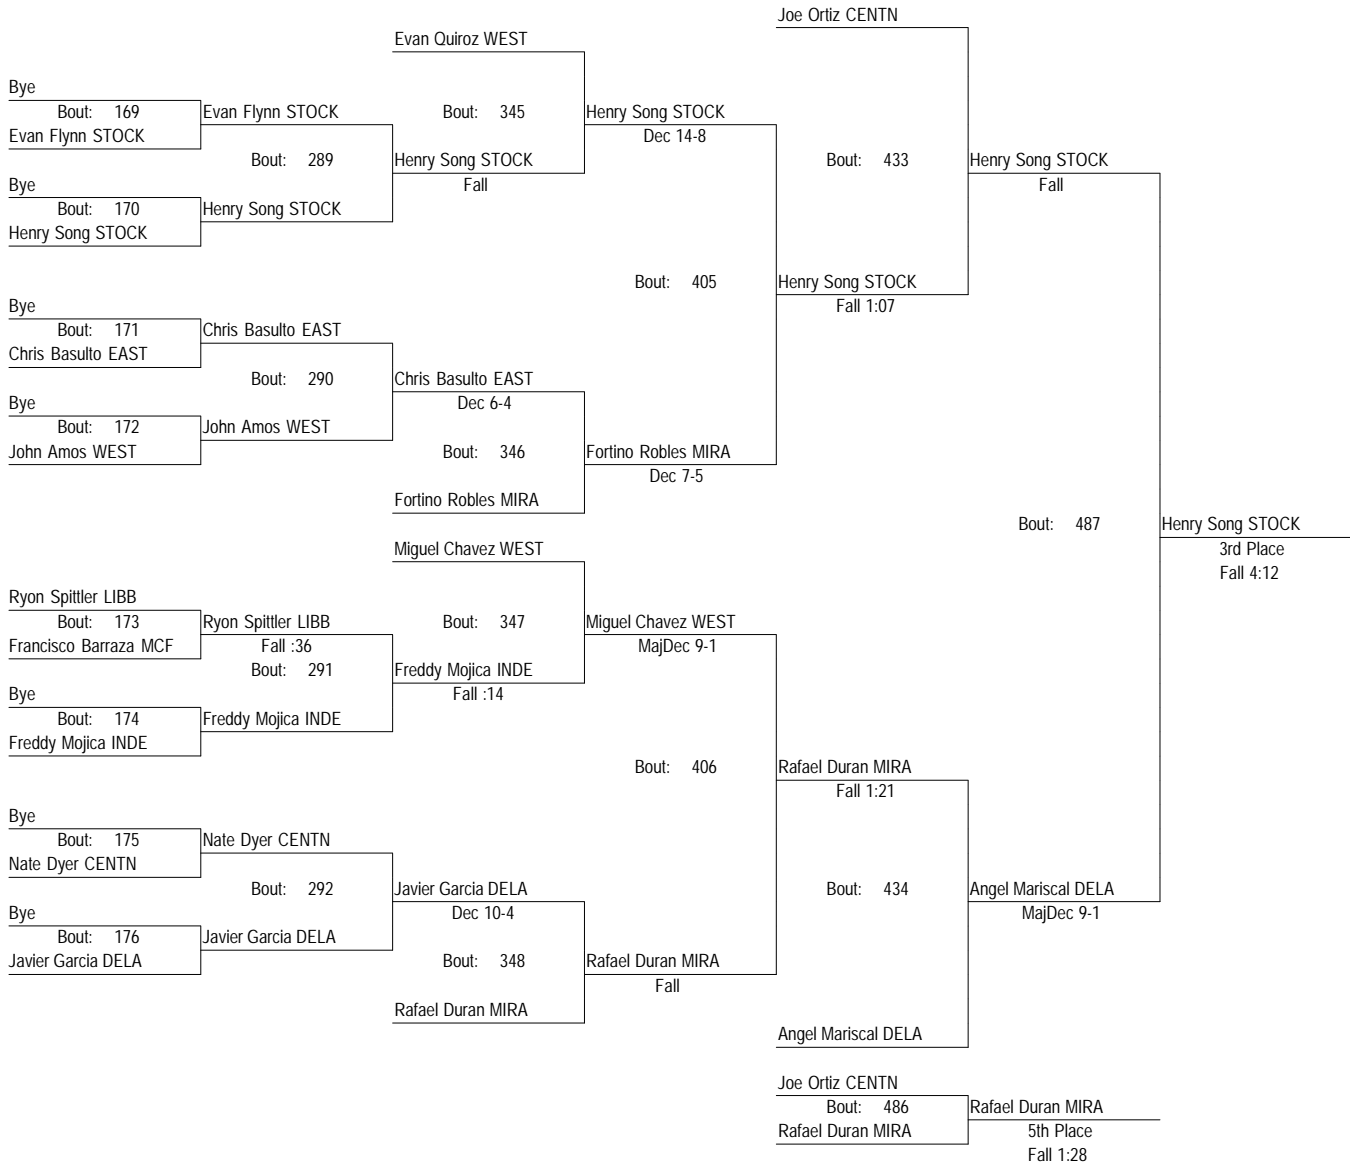 Joe Ortiz CENTN
Evan Quiroz WEST
Bye
Bout: 169
Evan Flynn STOCK
Evan Flynn STOCK
Bout: 345
Henry Song STOCK
Dec 14-8
Bout: 289
Henry Song STOCK
Fall
Bout: 433
Henry Song STOCK
Fall
Bye
Bout: 170
Henry Song STOCK
Henry Song STOCK
Bout: 405
Henry Song STOCK
Fall 1:07
Bye
Bout: 171
Chris Basulto EAST
Chris Basulto EAST
Bout: 290
Chris Basulto EAST
Dec 6-4
Bye
Bout: 172
John Amos WEST
John Amos WEST
Bout: 346
Fortino Robles MIRA
Dec 7-5
Fortino Robles MIRA
Bout: 487
Henry Song STOCK
3rd Place
Fall 4:12
Miguel Chavez WEST
Ryon Spittler LIBB
Bout: 173
Francisco Barraza MCF
Ryon Spittler LIBB
Fall :36
Bout: 347
Miguel Chavez WEST
MajDec 9-1
Bout: 291
Freddy Mojica INDE
Fall :14
Bye
Bout: 174
Freddy Mojica INDE
Freddy Mojica INDE
Bout: 406
Rafael Duran MIRA
Fall 1:21
Bye
Bout: 175
Nate Dyer CENTN
Nate Dyer CENTN
Bout: 292
Javier Garcia DELA
Dec 10-4
Bout: 434
Angel Mariscal DELA
MajDec 9-1
Bye
Bout: 176
Javier Garcia DELA
Javier Garcia DELA
Bout: 348
Rafael Duran MIRA
Fall
Rafael Duran MIRA
Angel Mariscal DELA
Joe Ortiz CENTN
Bout: 486
Rafael Duran MIRA
Rafael Duran MIRA
5th Place
Fall 1:28